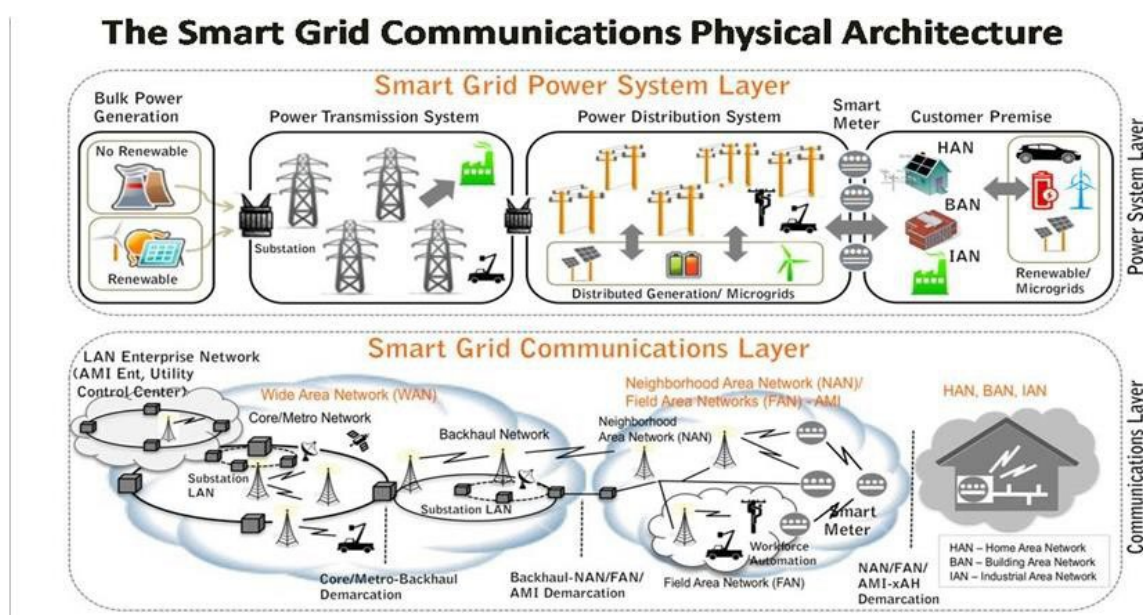 The Smart Grid Communications Physical Architecture
Smart Grid Power System Layer
Bulk Power
Generation
Power Transmission System
Power Distribution System
Smart
Meter
Customer Premise
No Renewable
Renewable
Substation
Distributed Generation/ Microgrids
HAN
BAN
IAN
Renewable/
Microgrids
Power System Layer
Smart Grid Communications Layer
LAN Enterprise Network
(AMI Ent, Utility
Control Center)
Wide Area Network (WAN)
Core/Metro Network
Backhaul Network
Substation
LAN
Substation LAN
Neighborhood Area Network (NAN)/
Field Area Networks (FAN) - AMI
Neighborhood
Area Network (NAN)
Smart
Meter
Workforce
Automation
Field Area Network (FAN)
HAN, BAN, IAN
Core/Metro-Backhaul
Demarcation
Backhaul-NAN/FAN/
AMI Demarcation
NAN/FAN/
AMI-xAH
Demarcation
HAN – Home Area Network
BAN – Building Area Network
IAN – Industrial Area Network
Communications Layer